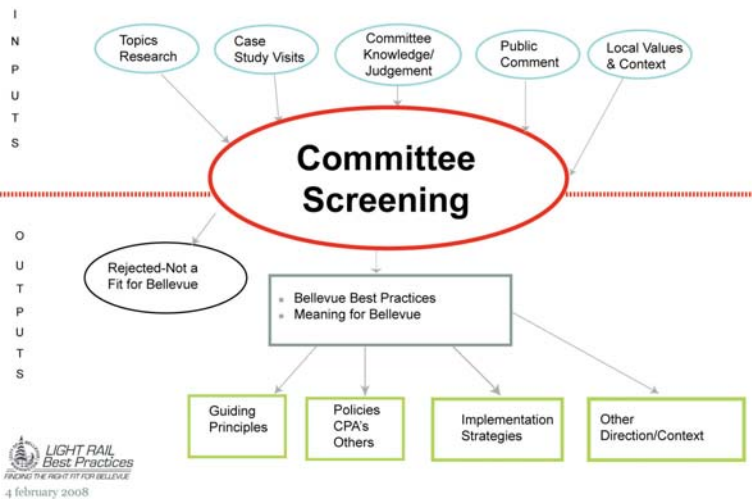 INPUTS
Topics
Research
Case
Study Visits
Committee
Knowledge/
Judgement
Public
Comment
Local Values
& Context
Committee
Screening
OUTPUTS
Rejected-Not a
Fit for Bellevue
Bellevue Best Practices
Meaning for Bellevue
Guiding
Principles
Policies
CPA's
Others
Implementation
Strategies
Other
Direction/Context
LIGHT RAIL
Best Practices
FINDING THE RIGHT FIT FOR BELLEVUE
4 february 2008